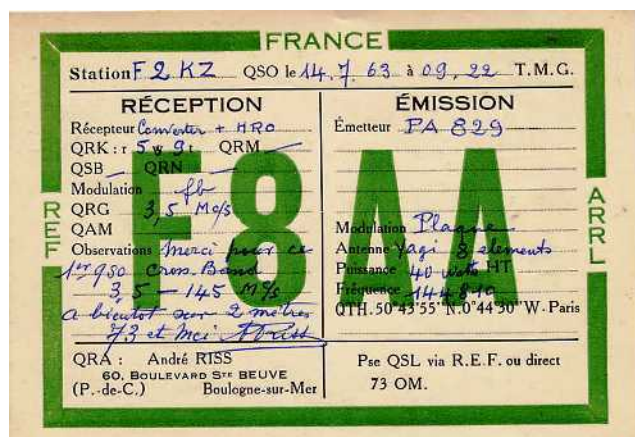 FRANCE
Station F2KZ QSO le 14.7.63 à 09,22 T.M.G.
RÉCEPTION
Récepteur Converter + HRO
QRK : r 5 w 9 t QRM -
QSB - QRN -
Modulation fb
QRG 3,5 Mc/s
QAM
Observations Merci pour ce
1er QSO Cross Band
3,5 - 145 Mc/s
a bientot sur 2 mètres
73 et mci ARiss
ÉMISSION
Émetteur PA 829
Modulation Plaque
Antenne Yagi 8 elements
Puissance 40 watts HT
Fréquence 144.810
QTH. 50°43'55" N. 0°44'30" W. Paris
F8AA
REF
ARRL
QRA : André RISS
60, BOULEVARD STE BEUVE
(P.-de-C.) Boulogne-sur-Mer
Pse QSL via R.E.F. ou direct
73 OM.